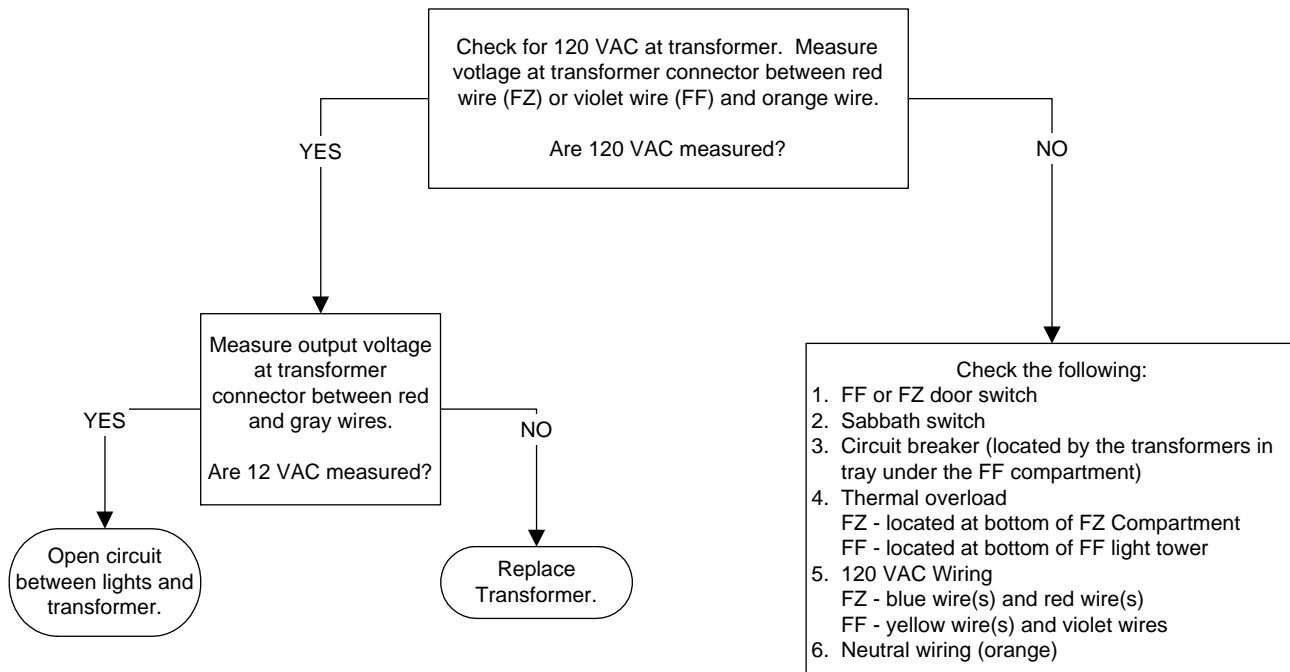 Check for 120 VAC at transformer.  Measure
votlage at transformer connector between red
wire (FZ) or violet wire (FF) and orange wire.
Are 120 VAC measured?
YES
NO
Measure output voltage
at transformer
connector between red
and gray wires.
Are 12 VAC measured?
YES
NO
Open circuit
between lights and
transformer.
Replace
Transformer.
Check the following:
1. FF or FZ door switch
2. Sabbath switch
3. Circuit breaker (located by the transformers in
tray under the FF compartment)
4. Thermal overload
FZ - located at bottom of FZ Compartment
FF - located at bottom of FF light tower
5. 120 VAC Wiring
FZ - blue wire(s) and red wire(s)
FF - yellow wire(s) and violet wires
6. Neutral wiring (orange)